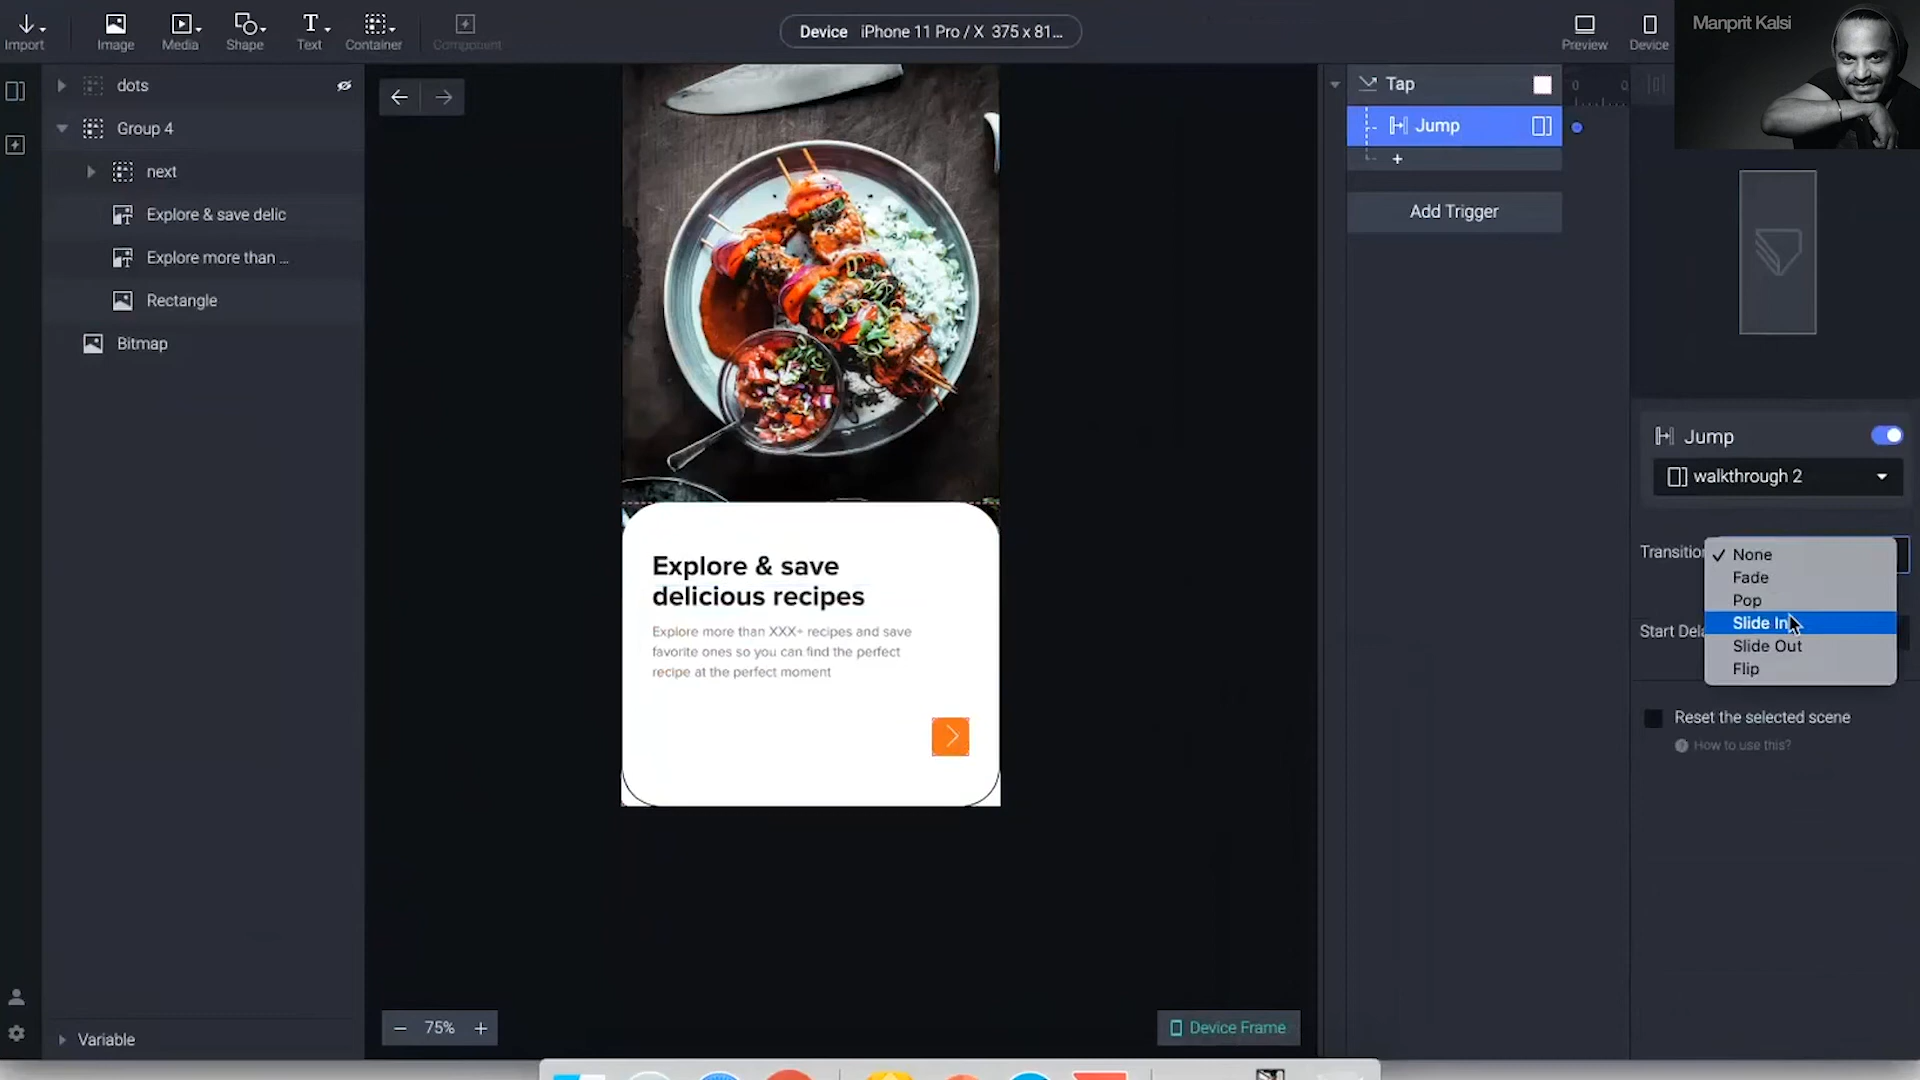 Import
Image
Media
Shape
Text
Container
Component
Device iPhone 11 Pro / X 375 x 81...
Preview
Device
Manprit Kalsi
dots
Group 4
next
Explore & save delic
Explore more than ...
Rectangle
Bitmap
Variable
75%
Device Frame
Explore & save
delicious recipes
Explore more than XXX+ recipes and save
favorite ones so you can find the perfect
recipe at the perfect moment
Tap
Jump
+
Add Trigger
0
Jump
walkthrough 2
Transition
None
Fade
Pop
Slide In
Slide Out
Flip
Start Dela
Reset the selected scene
How to use this?